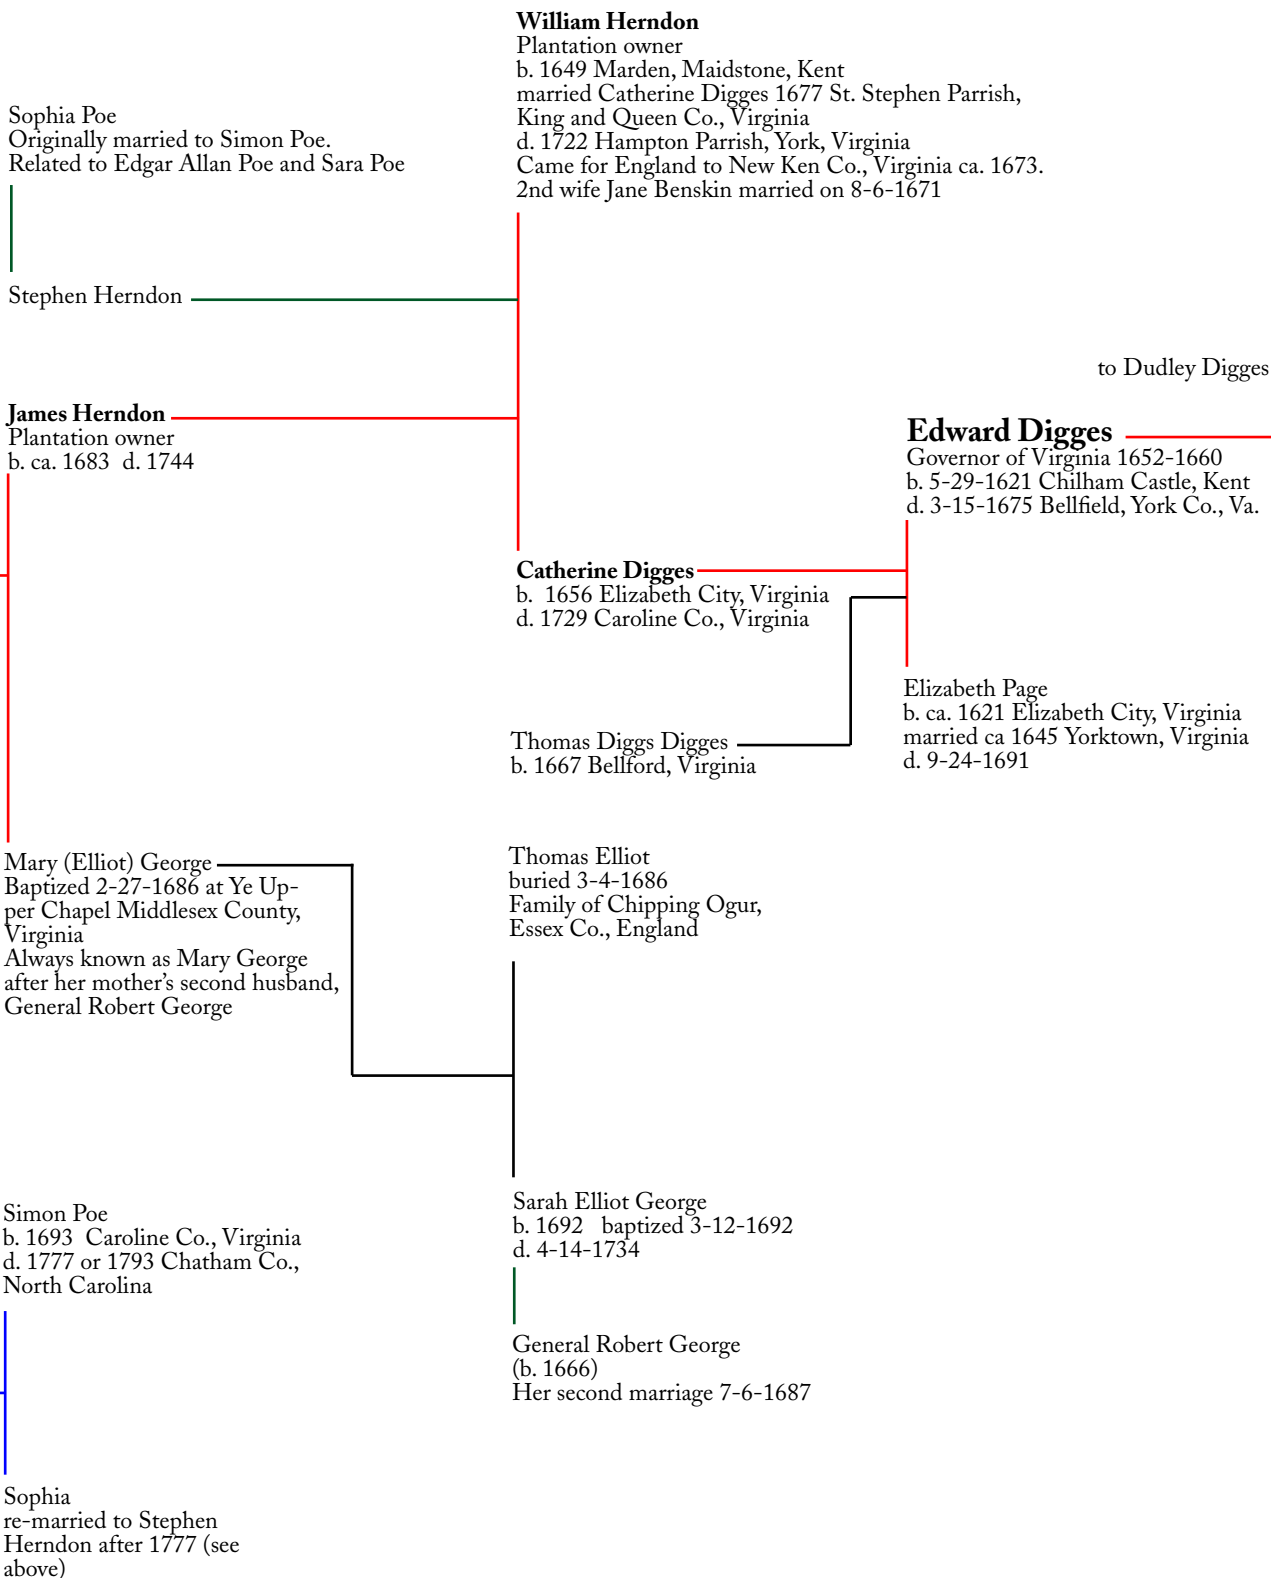 William Herndon
Plantation owner
b. 1649 Marden, Maidstone, Kent
married Catherine Digges 1677 St. Stephen Parrish,
King and Queen Co., Virginia
d. 1722 Hampton Parrish, York, Virginia
Came for England to New Ken Co., Virginia ca. 1673.
2nd wife Jane Benskin married on 8-6-1671
Sophia Poe
Originally married to Simon Poe.
Related to Edgar Allan Poe and Sara Poe
Stephen Herndon
to Dudley Digges
James Herndon
Plantation owner
b. ca. 1683 d. 1744
Edward Digges
Governor of Virginia 1652-1660
b. 5-29-1621 Chilham Castle, Kent
d. 3-15-1675 Bellfield, York Co., Va.
Catherine Digges
b. 1656 Elizabeth City, Virginia
d. 1729 Caroline Co., Virginia
Elizabeth Page
b. ca. 1621 Elizabeth City, Virginia
married ca 1645 Yorktown, Virginia
d. 9-24-1691
Thomas Diggs Digges
b. 1667 Bellford, Virginia
Mary (Elliot) George
Baptized 2-27-1686 at Ye Up-
per Chapel Middlesex County,
Virginia
Always known as Mary George
after her mother's second husband,
General Robert George
Thomas Elliot
buried 3-4-1686
Family of Chipping Ogur,
Essex Co., England
Sarah Elliot George
b. 1692 baptized 3-12-1692
d. 4-14-1734
Simon Poe
b. 1693 Caroline Co., Virginia
d. 1777 or 1793 Chatham Co.,
North Carolina
General Robert George
(b. 1666)
Her second marriage 7-6-1687
Sophia
re-married to Stephen
Herndon after 1777 (see
above)